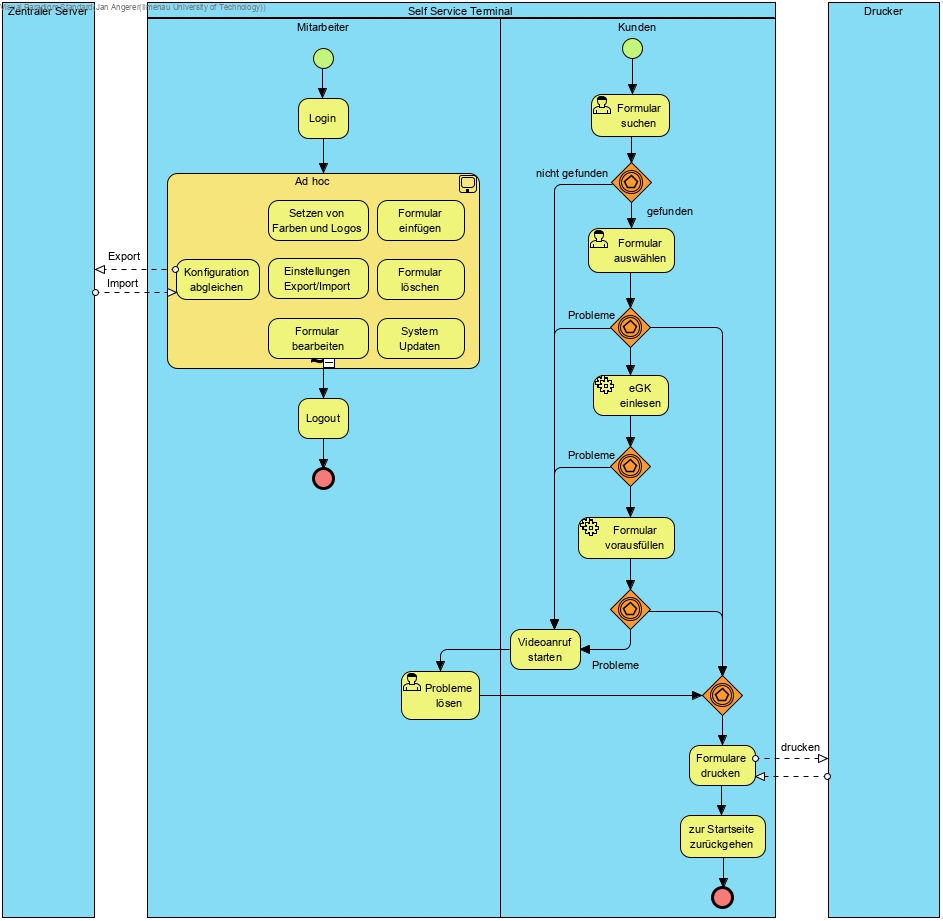 Visual Paradigm Standard(Jan Angerer(Ilmenau University of Technology))
Zentraler Server
Self Service Terminal
Drucker
Mitarbeiter
Kunden
Login
Formular
suchen
nicht gefunden
gefunden
Ad hoc
Setzen von
Farben und Logos
Formular
einfügen
Formular
auswählen
Export
Import
Konfiguration
abgleichen
Einstellungen
Export/Import
Formular
löschen
Probleme
Formular
bearbeiten
System
Updaten
eGK
einlesen
Logout
Probleme
Formular
vorausfüllen
Videoanruf
starten
Probleme
Probleme
lösen
Formulare
drucken
drucken
zur Startseite
zurückgehen